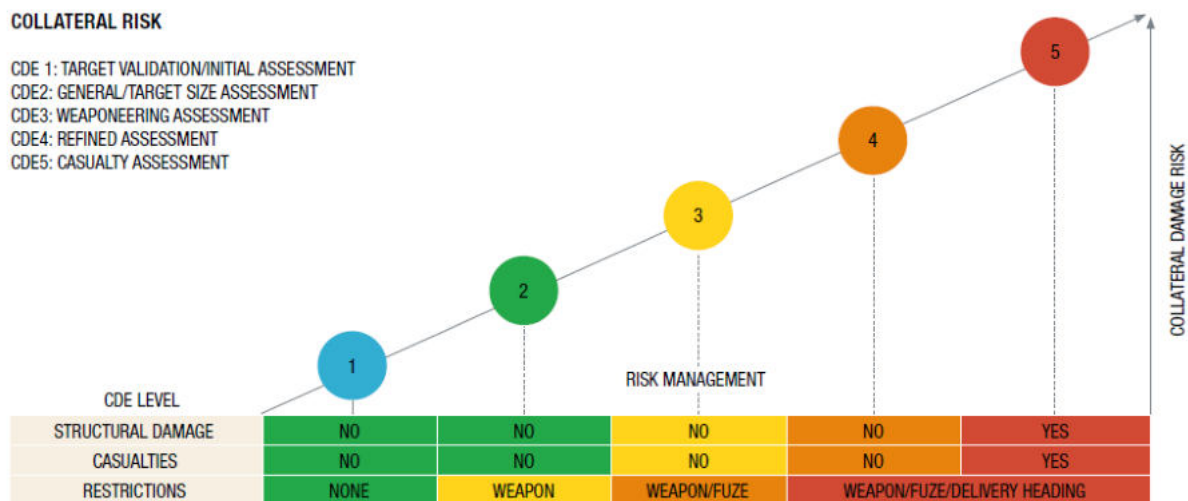 COLLATERAL RISK
CDE 1: TARGET VALIDATION/INITIAL ASSESSMENT
CDE2: GENERAL/TARGET SIZE ASSESSMENT
CDE3: WEAPONEERING ASSESSMENT
CDE4: REFINED ASSESSMENT
CDE5: CASUALTY ASSESSMENT
5
4
3
2
1
COLLATERAL DAMAGE RISK
RISK MANAGEMENT
CDE LEVEL
STRUCTURAL DAMAGE NO NO NO NO YES
CASUALTIES NO NO NO NO YES
RESTRICTIONS NONE WEAPON WEAPON/FUZE WEAPON/FUZE/DELIVERY HEADING